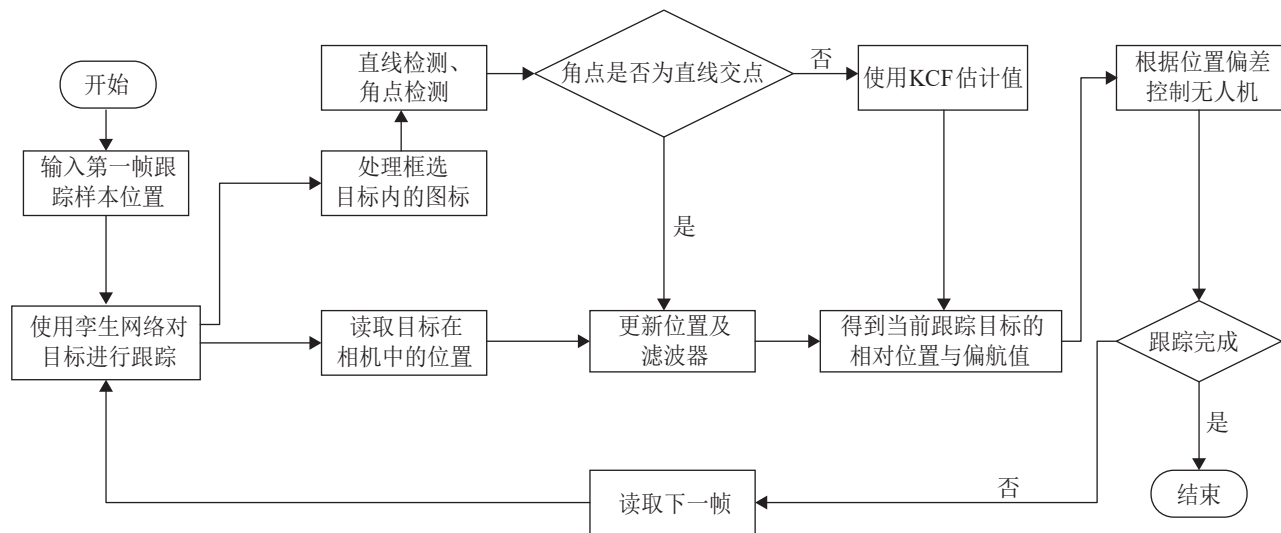 开始
输入第一帧跟
踪样本位置
使用孪生网络对
目标进行跟踪
直线检测、
角点检测
处理框选
目标内的图标
读取目标在
相机中的位置
角点是否为直线交点
否
是
使用KCF估计值
更新位置及
滤波器
得到当前跟踪目标的
相对位置与偏航值
根据位置偏差
控制无人机
跟踪完成
是
结束
否
读取下一帧